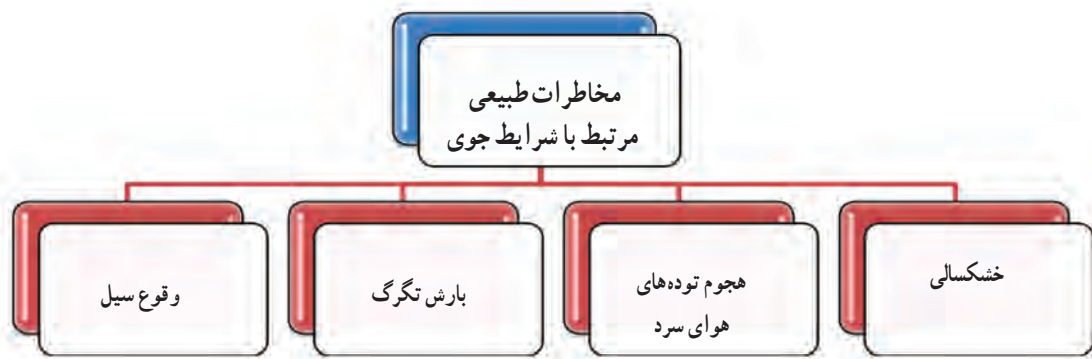 مخاطرات طبیعی
مرتبط با شرایط جوی
خشکسالی
هجوم توده‌های
هوای سرد
بارش تگرگ
وقوع سیل